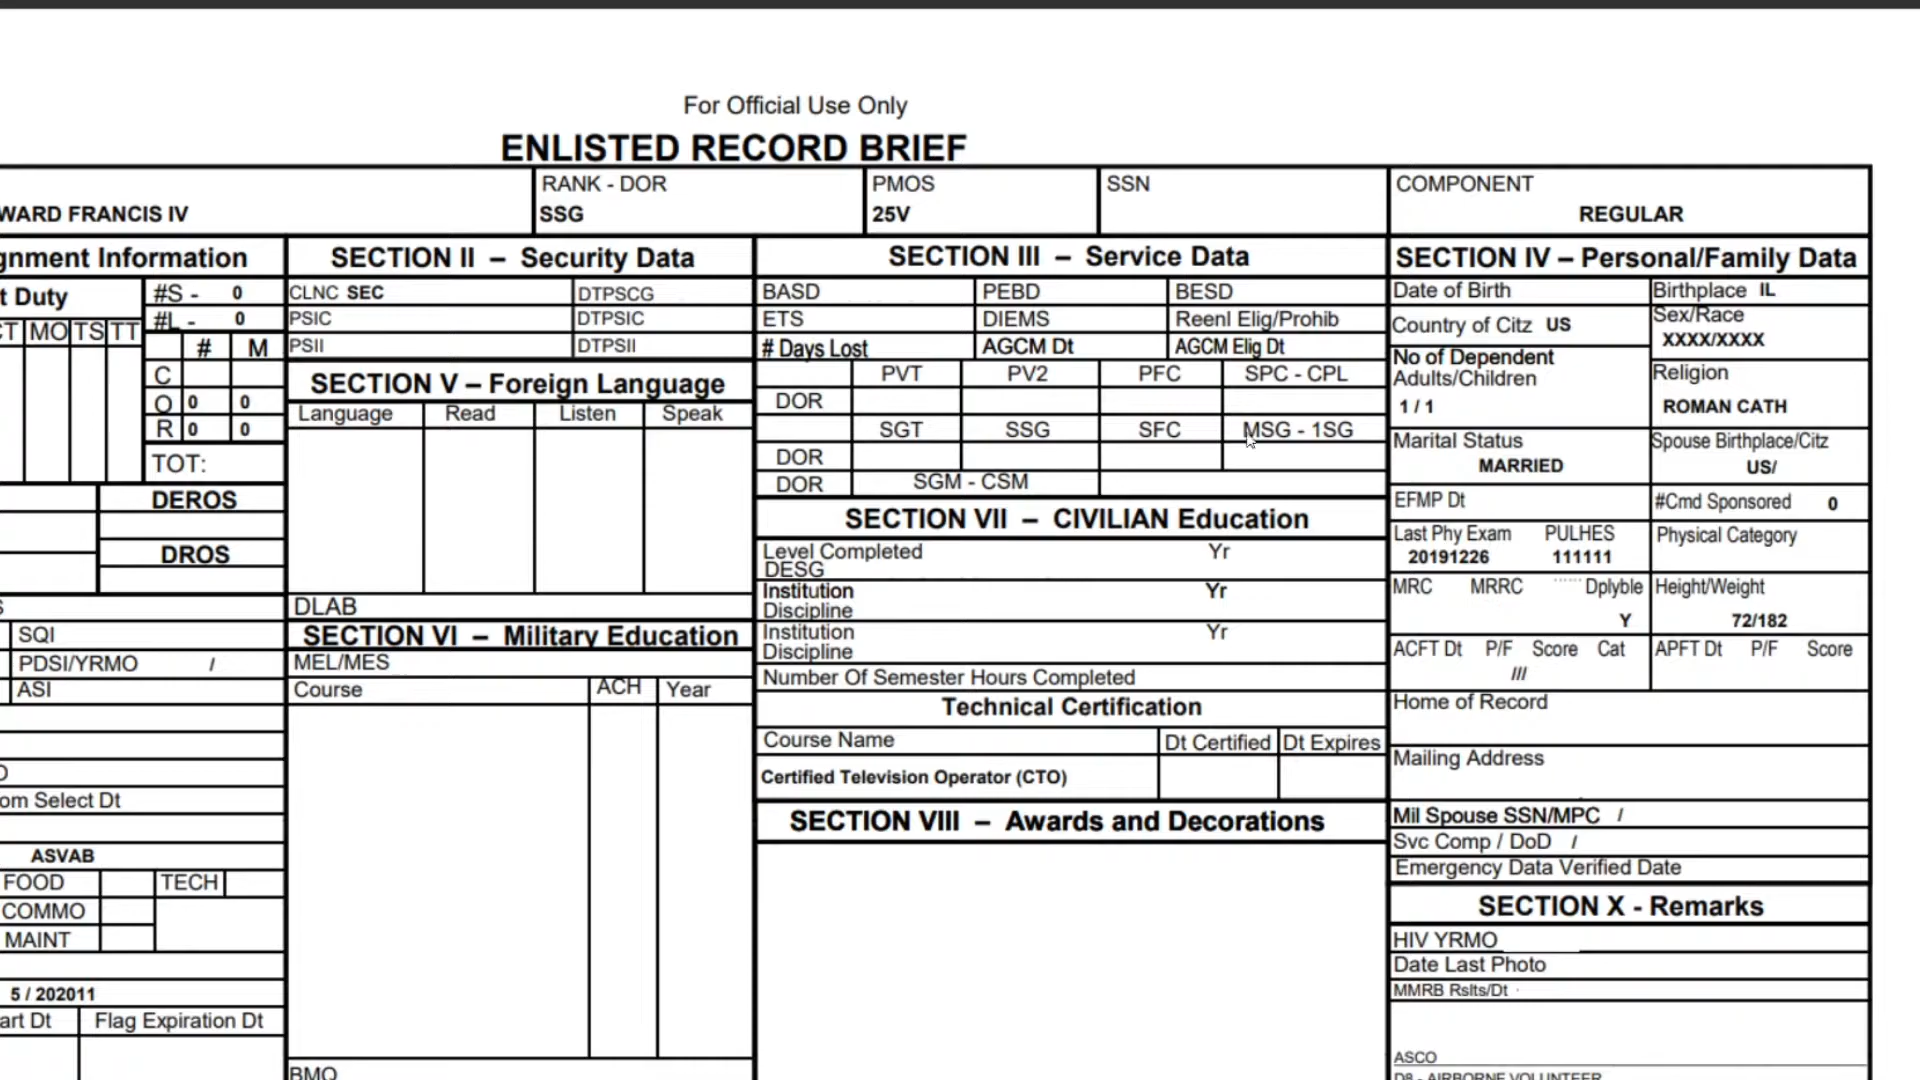 For Official Use Only
ENLISTED RECORD BRIEF
WARD FRANCIS IV
RANK - DOR
SSG
PMOS
25V
SSN
COMPONENT
REGULAR
gnment Information
t Duty
#S - 0
#L - 0
CT MO TS TT
# M
C
Q 0 0
R 0 0
TOT:
DEROS
DROS
SQI
PDSI/YRMO /
ASI
om Select Dt
ASVAB
FOOD TECH
COMMO
MAINT
5 / 202011
art Dt Flag Expiration Dt
SECTION II – Security Data
CLNC SEC DTPSCG
PSIC DTPSIC
PSII DTPSII
SECTION V – Foreign Language
Language Read Listen Speak
DLAB
SECTION VI – Military Education
MEL/MES
Course ACH Year
BMQ
SECTION III – Service Data
BASD PEBD BESD
ETS DIEMS Reenl Elig/Prohib
# Days Lost AGCM Dt AGCM Elig Dt
PVT PV2 PFC SPC - CPL
DOR
SGT SSG SFC MSG - 1SG
DOR
DOR SGM - CSM
SECTION VII – CIVILIAN Education
Level Completed Yr
DESG
Institution Yr
Discipline
Institution Yr
Discipline
Number Of Semester Hours Completed
Technical Certification
Course Name Dt Certified Dt Expires
Certified Television Operator (CTO)
SECTION VIII – Awards and Decorations
SECTION IV – Personal/Family Data
Date of Birth Birthplace IL
Country of Citz US Sex/Race
XXXX/XXXX
No of Dependent
Adults/Children
1 / 1
Religion
ROMAN CATH
Marital Status
MARRIED
Spouse Birthplace/Citz
US/
EFMP Dt #Cmd Sponsored 0
Last Phy Exam PULHES
20191226 111111
Physical Category
MRC MRRC Dplyble
Y
Height/Weight
72/182
ACFT Dt P/F Score Cat
///
APFT Dt P/F Score
Home of Record
Mailing Address
Mil Spouse SSN/MPC /
Svc Comp / DoD /
Emergency Data Verified Date
SECTION X - Remarks
HIV YRMO
Date Last Photo
MMRB Rslts/Dt
ASCO
D8 - AIRBORNE VOLUNTEER